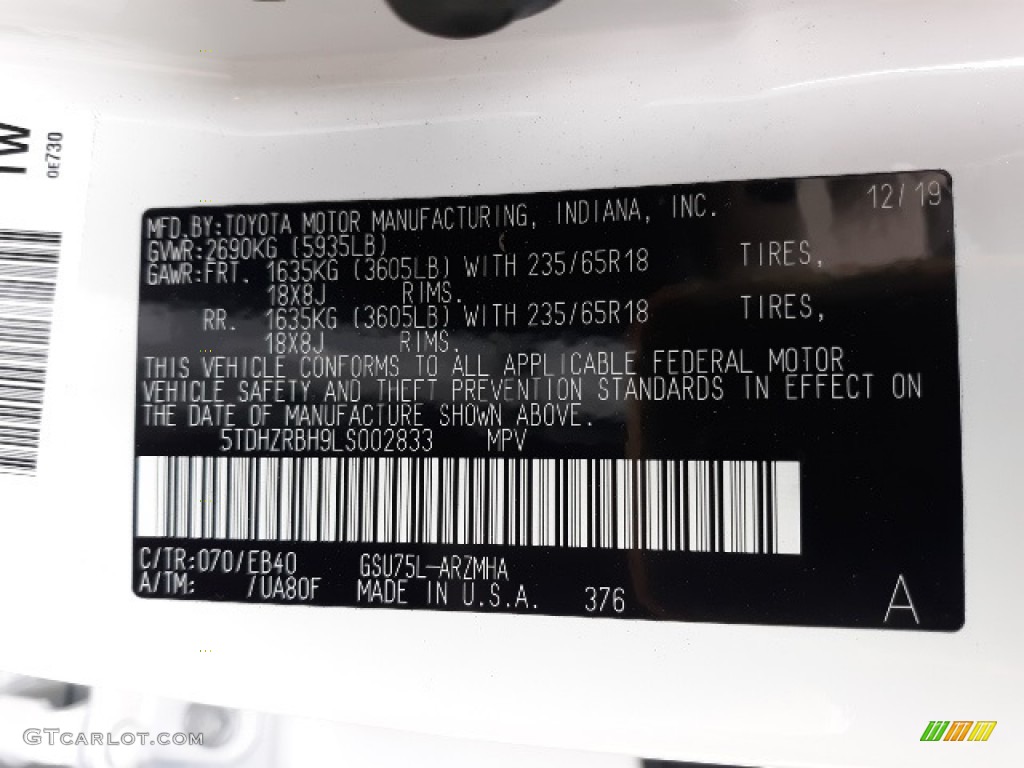 1W
0E730
12/19
MFD.BY:TOYOTA MOTOR MANUFACTURING, INDIANA, INC.
GVWR:2690KG (5935LB)
GAWR:FRT. 1635KG (3605LB) WITH 235/65R18 TIRES,
18X8J RIMS.
RR. 1635KG (3605LB) WITH 235/65R18 TIRES,
18X8J RIMS.
THIS VEHICLE CONFORMS TO ALL APPLICABLE FEDERAL MOTOR
VEHICLE SAFETY AND THEFT PREVENTION STANDARDS IN EFFECT ON
THE DATE OF MANUFACTURE SHOWN ABOVE.
5TDHZRBH9LS002833 MPV
C/TR:070/EB40 GSU75L-ARZMHA
A/TM: /UA80F MADE IN U.S.A. 376 A
GTCARLOT.COM